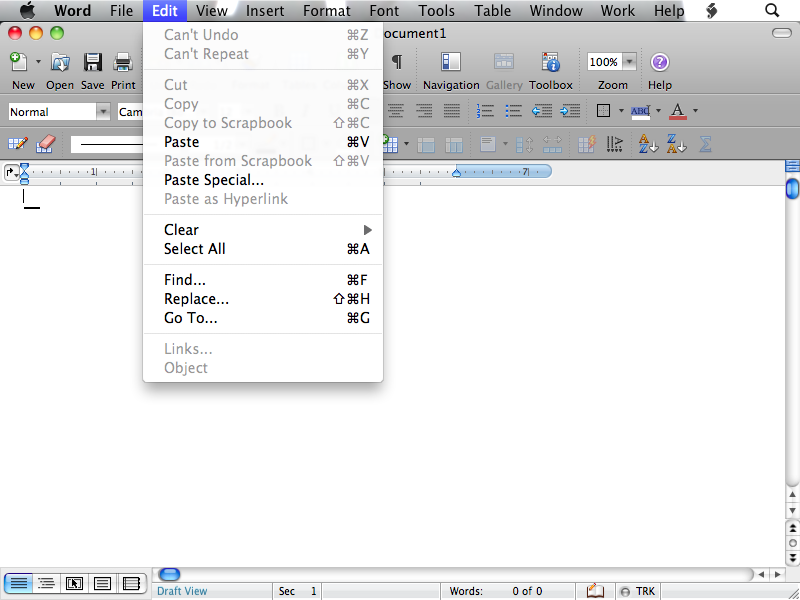 Word File Edit View Insert Format Font Tools Table Window Work Help
Can't Undo ⌘Z
ocument1
Can't Repeat ⌘Y
New Open Save Print
Show Navigation Gallery Toolbox
100%
Zoom Help
Cut ⌘X
Copy ⌘C
Normal Cam
ABC A
Copy to Scrapbook ⇧⌘C
Paste ⌘V
A Z Z A Σ
Paste from Scrapbook ⇧⌘V
1 7
Paste Special...
Paste as Hyperlink
Clear
Select All ⌘A
Find... ⌘F
Replace... ⇧⌘H
Go To... ⌘G
Links...
Object
Draft View Sec 1 Words: 0 of 0 TRK